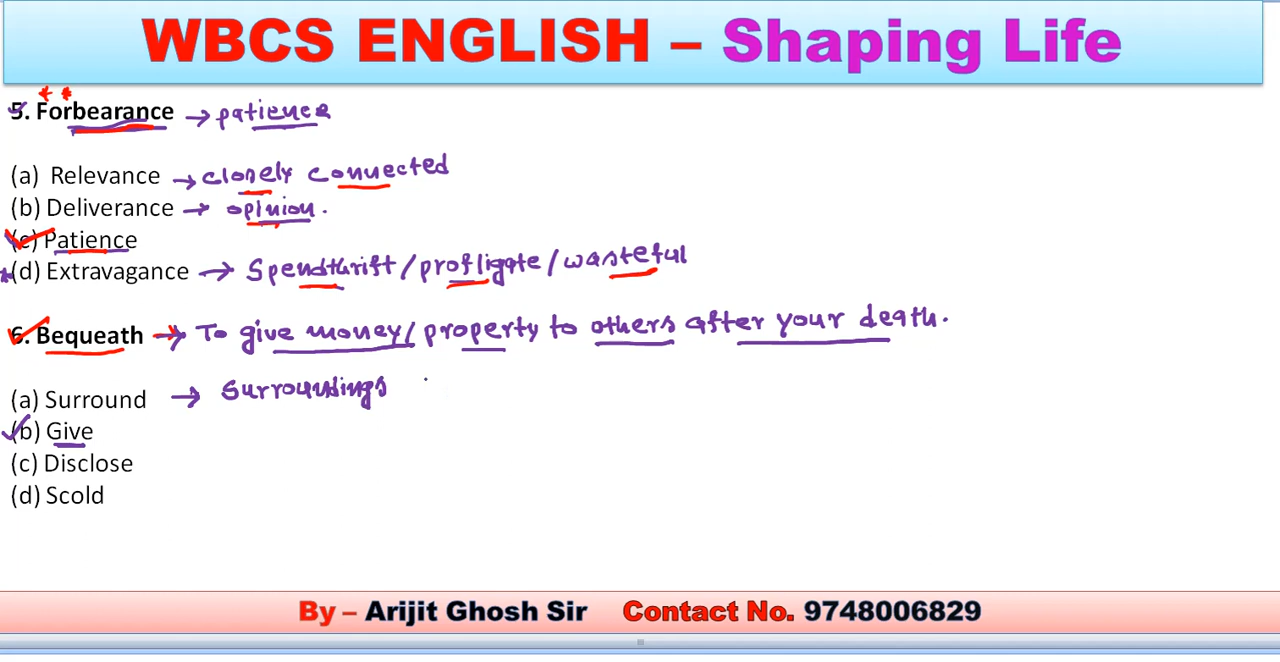 WBCS ENGLISH – Shaping Life
5. Forbearance → patience
(a) Relevance → closely connected
(b) Deliverance → opinion.
(c) Patience
(d) Extravagance → Spendthrift/profligate/wasteful
6. Bequeath → To give money/property to others after your death.
(a) Surround → Surroundings
(b) Give
(c) Disclose
(d) Scold
By – Arijit Ghosh Sir Contact No. 9748006829